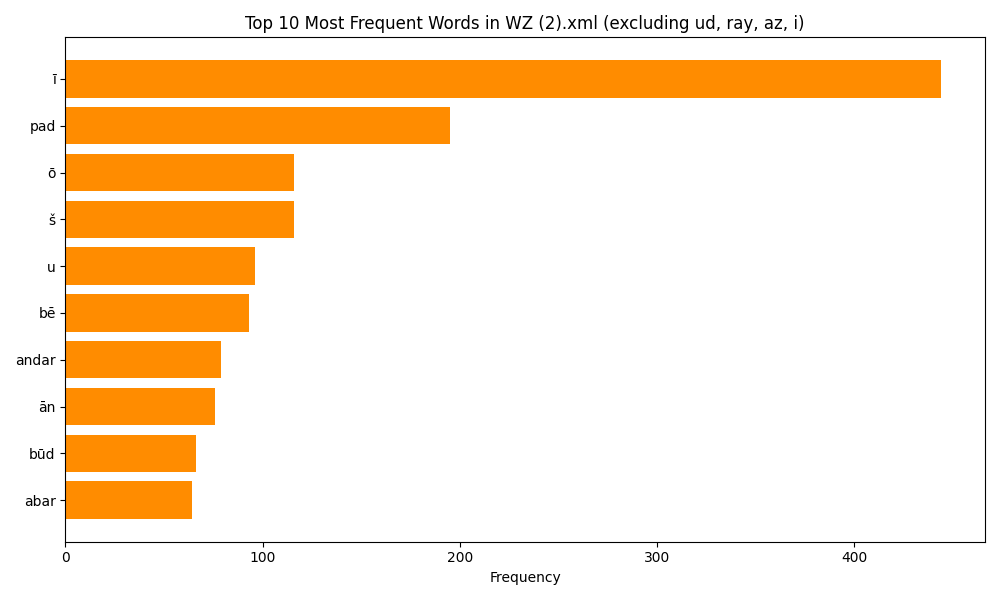 Top 10 Most Frequent Words in WZ (2).xml (excluding ud, ray, az, i)
ī
pad
ō
š
u
bē
andar
ān
būd
abar
0 100 200 300 400
Frequency